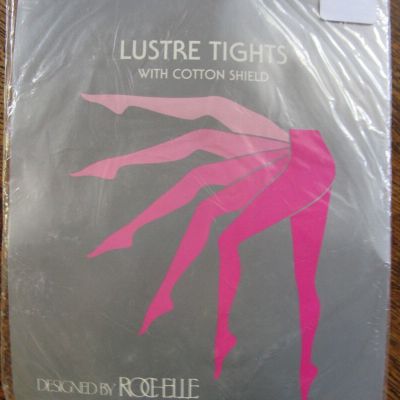 LUSTRE TIGHTS
WITH COTTON SHIELD
DESIGNED BY ROCHELLE